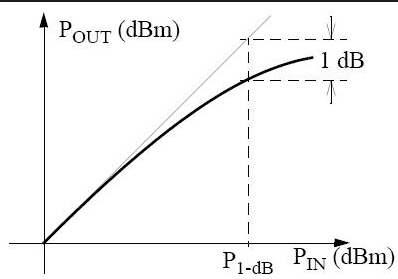 P_OUT (dBm)
1 dB
P_1-dB P_IN (dBm)